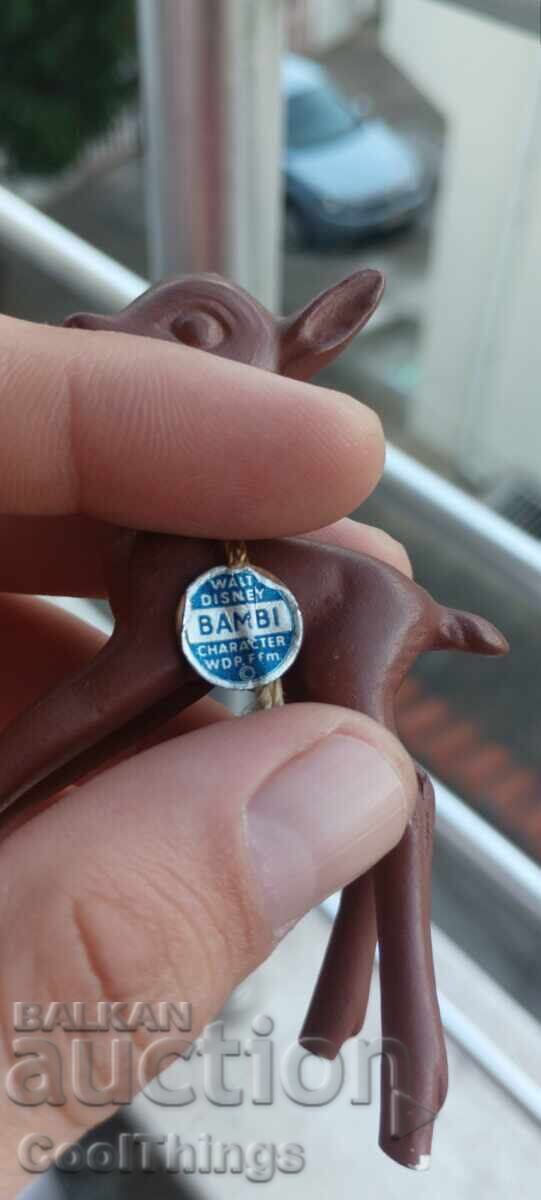 WALT
DISNEY
BAMBI
CHARACTER
WDP. Ffm.
©
BALKAN
auction
CoolThings